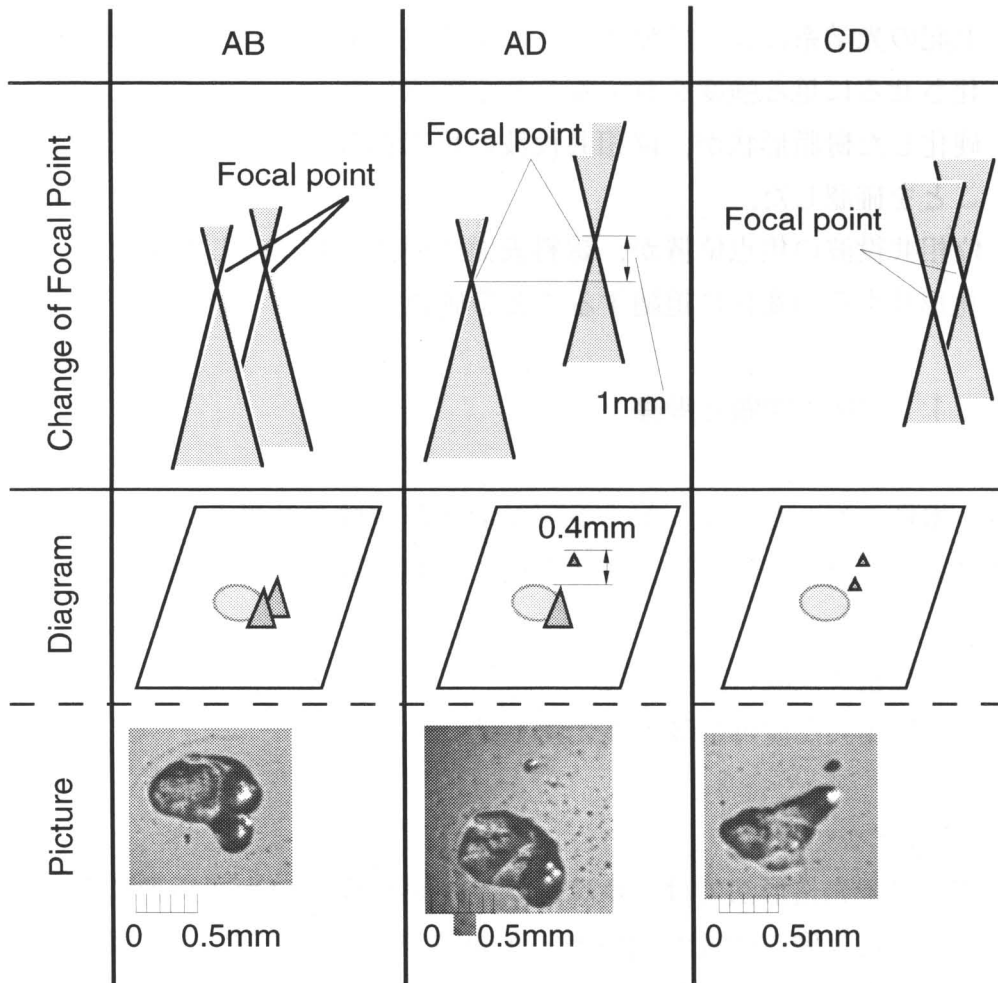 AB
AD
CD
Change of Focal Point
Focal point
Focal point
1mm
Focal point
Diagram
0.4mm
Picture
0 0.5mm
0 0.5mm
0 0.5mm